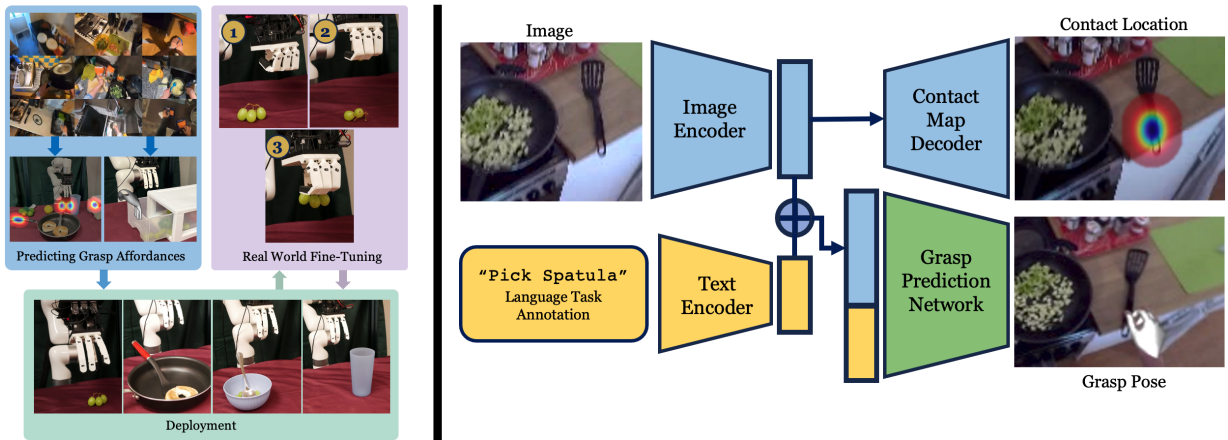 1
2
3
Predicting Grasp Affordances
Real World Fine-Tuning
Deployment
Image
Image
Encoder
Contact
Map
Decoder
Contact Location
“Pick Spatula”
Language Task
Annotation
Text
Encoder
Grasp
Prediction
Network
Grasp Pose